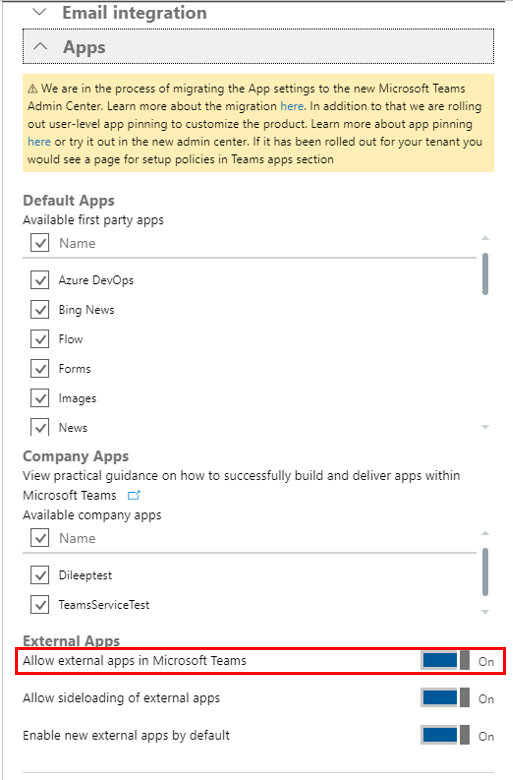 Email integration
Apps
⚠ We are in the process of migrating the App settings to the new Microsoft Teams
Admin Center. Learn more about the migration here. In addition to that we are rolling
out user-level app pinning to customize the product. Learn more about app pinning
here or try it out in the new admin center. If it has been rolled out for your tenant you
would see a page for setup policies in Teams apps section
Default Apps
Available first party apps
Name
Azure DevOps
Bing News
Flow
Forms
Images
News
Company Apps
View practical guidance on how to successfully build and deliver apps within
Microsoft Teams
Available company apps
Name
Dileeptest
TeamsServiceTest
External Apps
Allow external apps in Microsoft Teams On
Allow sideloading of external apps On
Enable new external apps by default On